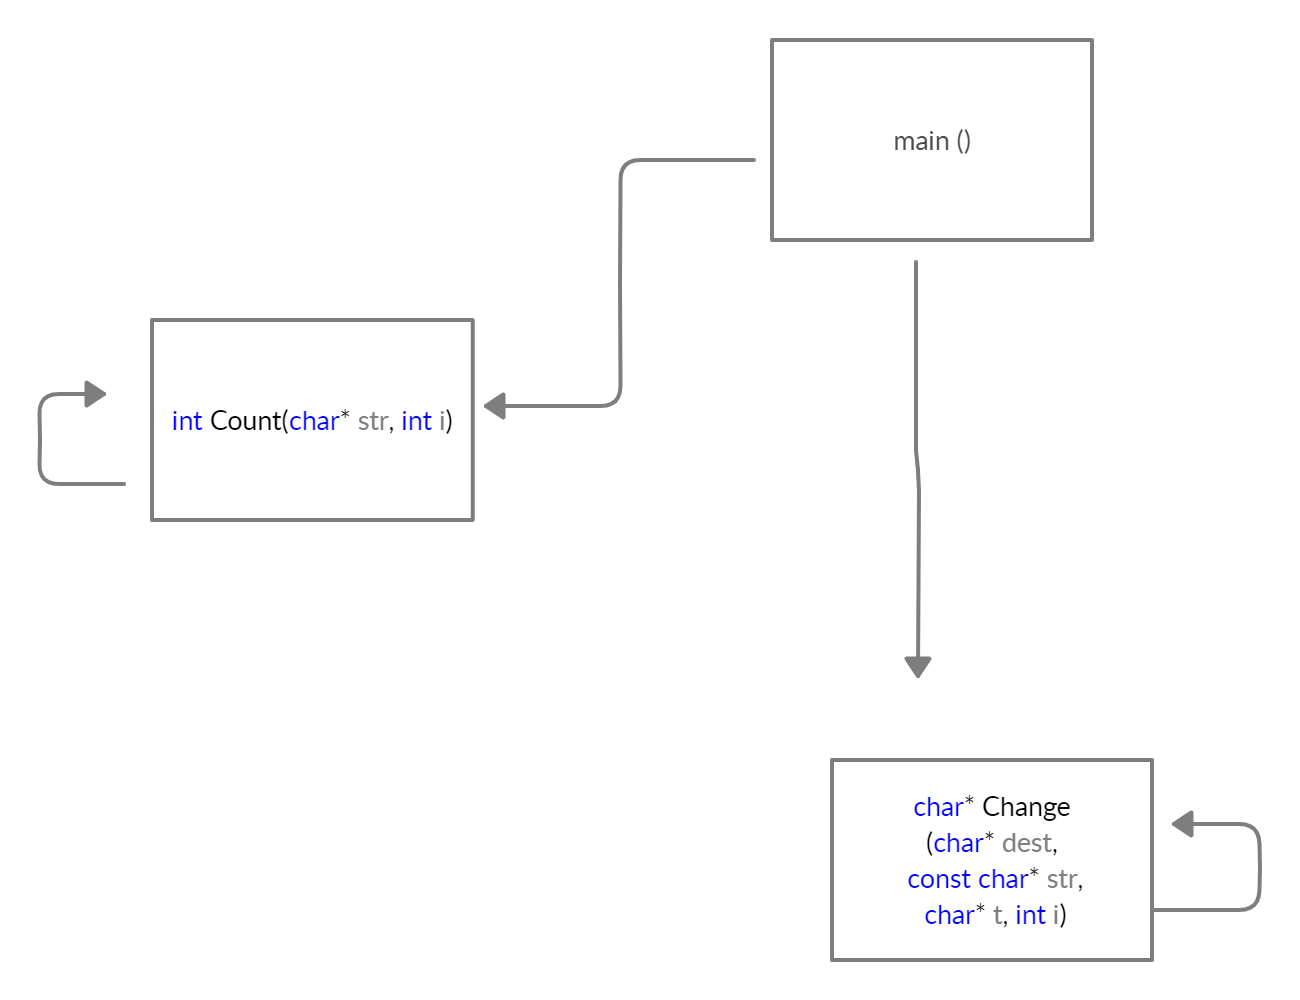 main ()
int Count(char* str, int i)
char* Change
(char* dest,
const char* str,
char* t, int i)